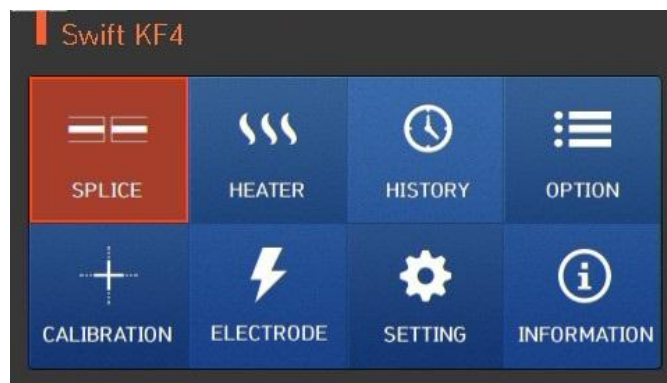 Swift KF4
SPLICE HEATER HISTORY OPTION
CALIBRATION ELECTRODE SETTING INFORMATION